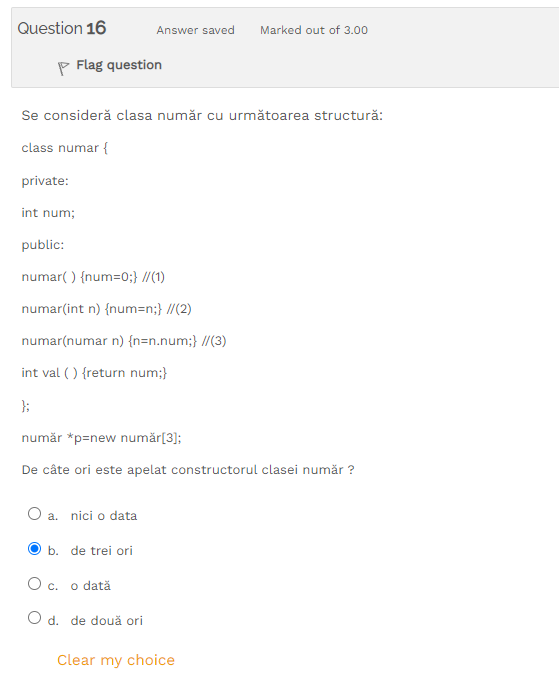 Question 16 Answer saved Marked out of 3.00
Flag question
Se consideră clasa număr cu următoarea structură:
class numar {
private:
int num;
public:
numar( ) {num=0;} //(1)
numar(int n) {num=n;} //(2)
numar(numar n) {n=n.num;} //(3)
int val ( ) {return num;}
};
număr *p=new număr[3];
De câte ori este apelat constructorul clasei număr ?
a. nici o data
b. de trei ori
c. o dată
d. de două ori
Clear my choice